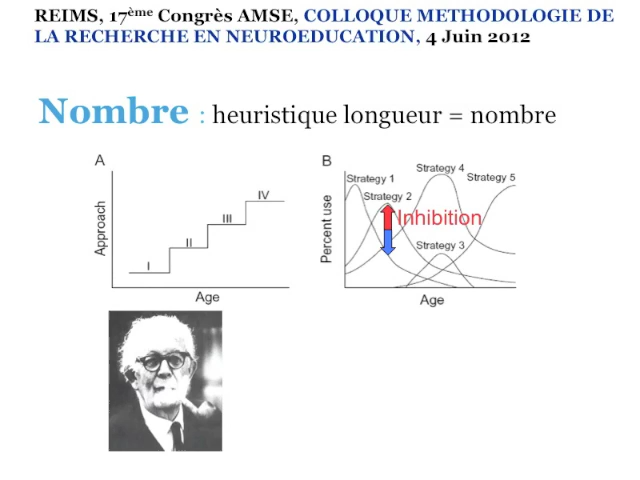 REIMS, 17ème Congrès AMSE, COLLOQUE METHODOLOGIE DE
LA RECHERCHE EN NEUROEDUCATION, 4 Juin 2012
Nombre : heuristique longueur = nombre
A
Approach
I
II
III
IV
Age
B
Percent use
Strategy 1
Strategy 2
Strategy 4
Strategy 5
Inhibition
Strategy 3
Age